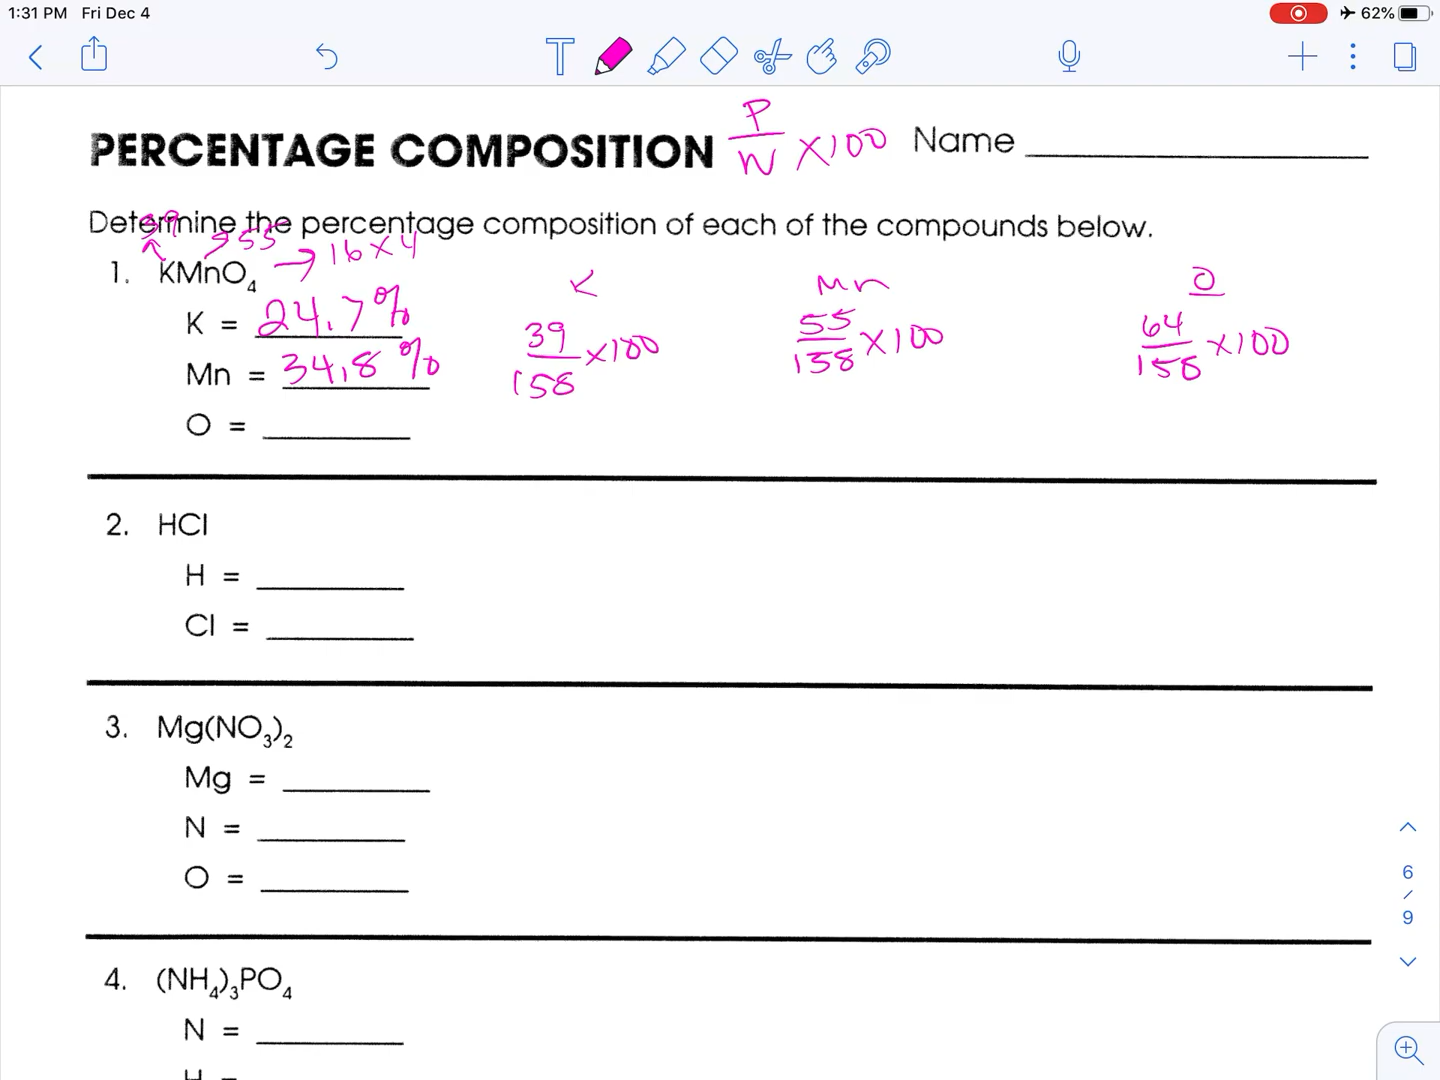 1:31 PM Fri Dec 4
62%
T
PERCENTAGE COMPOSITION P/W X100 Name
Determine the percentage composition of each of the compounds below.
39
55
16 X 4
1. KMnO₄
K Mn O
K = 24.7%
39/158 X100 55/158 X100 64/158 X100
Mn = 34.8%
O =
2. HCl
H =
Cl =
3. Mg(NO₃)₂
Mg =
N =
O =
6
/
9
4. (NH₄)₃PO₄
N =
H =